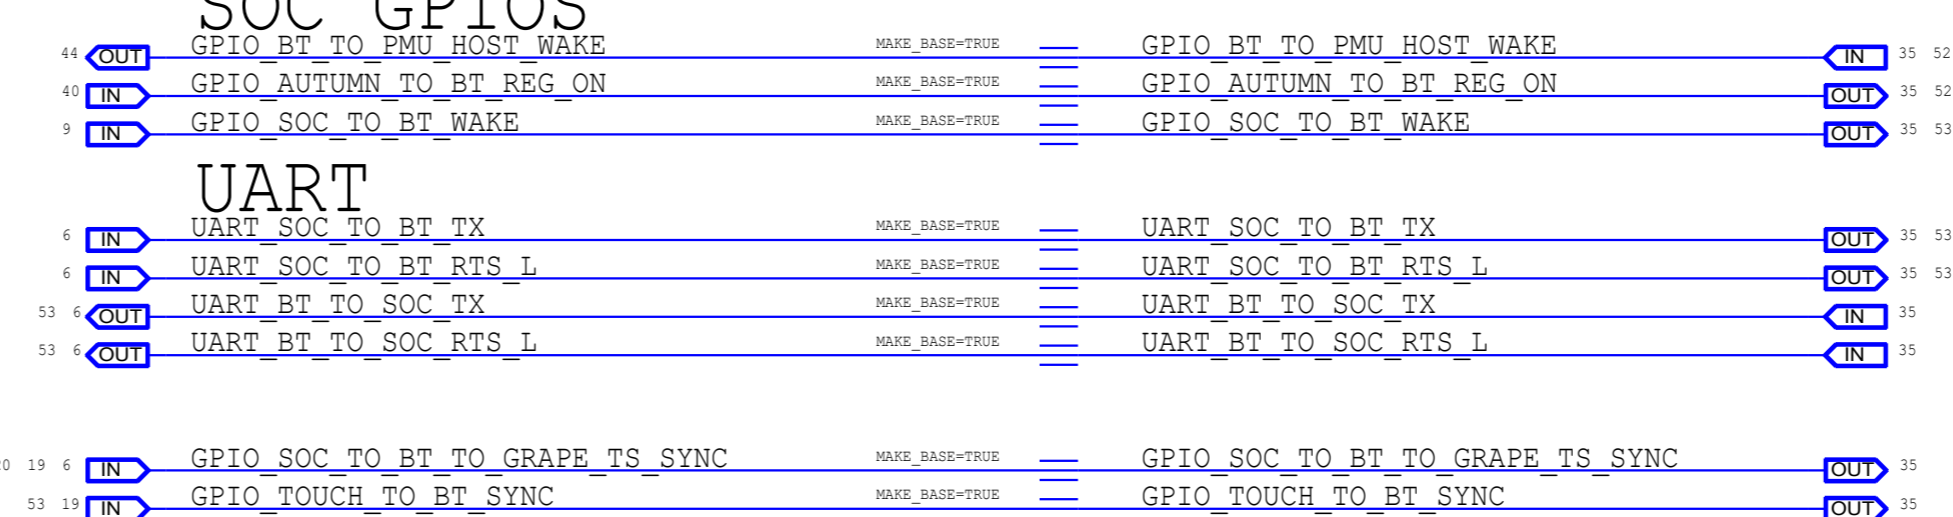 SOC GPIOS
44 OUT GPIO_BT_TO_PMU_HOST_WAKE MAKE_BASE=TRUE GPIO_BT_TO_PMU_HOST_WAKE IN 35 52
40 IN GPIO_AUTUMN_TO_BT_REG_ON MAKE_BASE=TRUE GPIO_AUTUMN_TO_BT_REG_ON OUT 35 52
9 IN GPIO_SOC_TO_BT_WAKE MAKE_BASE=TRUE GPIO_SOC_TO_BT_WAKE OUT 35 53
UART
6 IN UART_SOC_TO_BT_TX MAKE_BASE=TRUE UART_SOC_TO_BT_TX OUT 35 53
6 IN UART_SOC_TO_BT_RTS_L MAKE_BASE=TRUE UART_SOC_TO_BT_RTS_L OUT 35 53
53 6 OUT UART_BT_TO_SOC_TX MAKE_BASE=TRUE UART_BT_TO_SOC_TX IN 35
53 6 OUT UART_BT_TO_SOC_RTS_L MAKE_BASE=TRUE UART_BT_TO_SOC_RTS_L IN 35
19 6 IN GPIO_SOC_TO_BT_TO_GRAPE_TS_SYNC MAKE_BASE=TRUE GPIO_SOC_TO_BT_TO_GRAPE_TS_SYNC OUT 35
53 19 IN GPIO_TOUCH_TO_BT_SYNC MAKE_BASE=TRUE GPIO_TOUCH_TO_BT_SYNC OUT 35